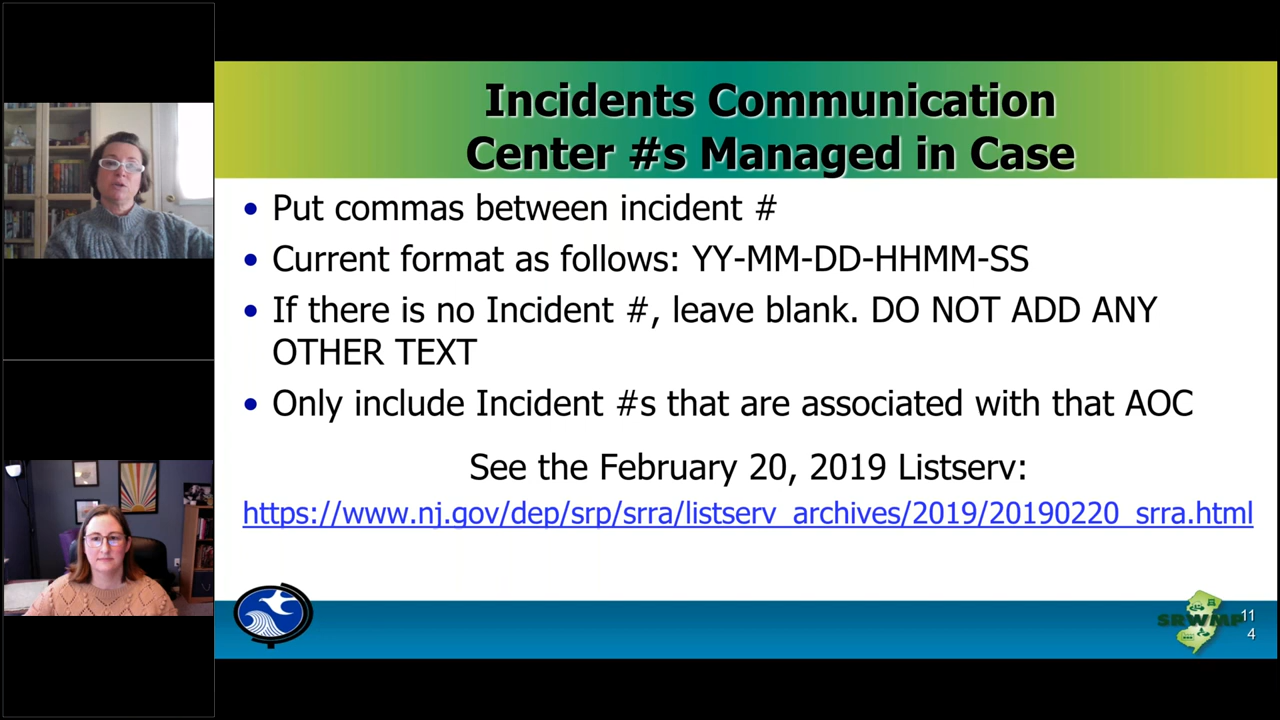 Incidents Communication
Center #s Managed in Case
• Put commas between incident #
• Current format as follows: YY-MM-DD-HHMM-SS
• If there is no Incident #, leave blank. DO NOT ADD ANY
OTHER TEXT
• Only include Incident #s that are associated with that AOC
See the February 20, 2019 Listserv:
https://www.nj.gov/dep/srp/srra/listserv_archives/2019/20190220_srra.html
SRWMP
11
4